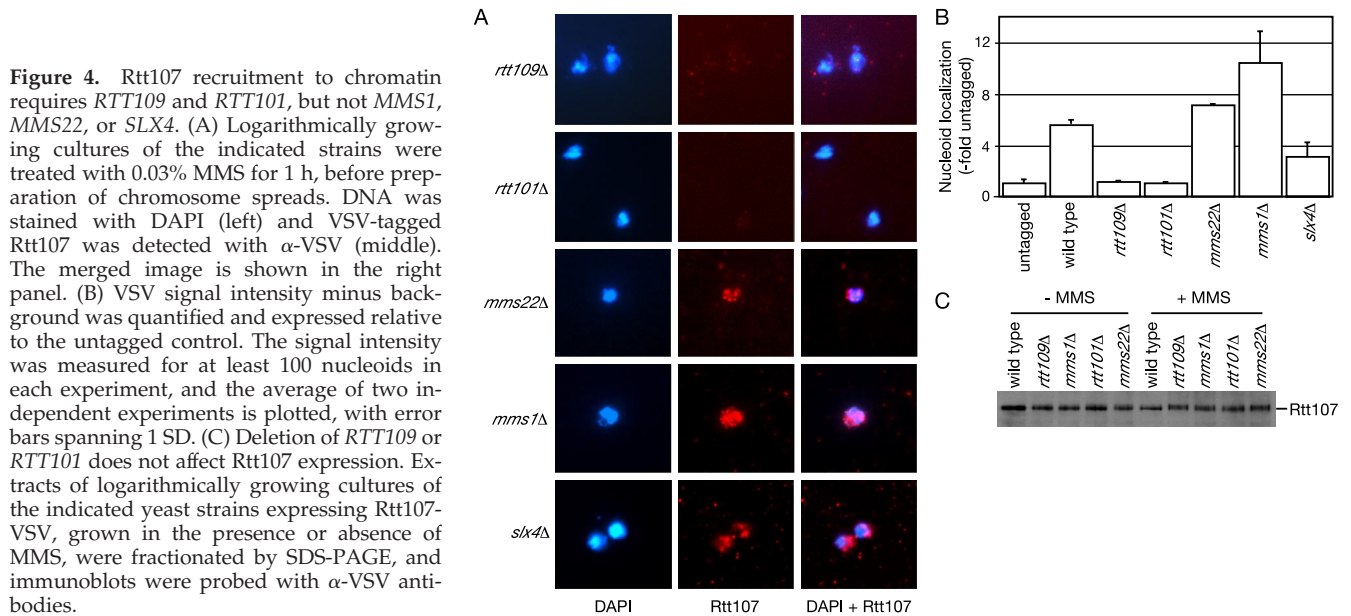 Figure 4. Rtt107 recruitment to chromatin
requires RTT109 and RTT101, but not MMS1,
MMS22, or SLX4. (A) Logarithmically grow-
ing cultures of the indicated strains were
treated with 0.03% MMS for 1 h, before prep-
aration of chromosome spreads. DNA was
stained with DAPI (left) and VSV-tagged
Rtt107 was detected with α-VSV (middle).
The merged image is shown in the right
panel. (B) VSV signal intensity minus back-
ground was quantified and expressed relative
to the untagged control. The signal intensity
was measured for at least 100 nucleoids in
each experiment, and the average of two in-
dependent experiments is plotted, with error
bars spanning 1 SD. (C) Deletion of RTT109 or
RTT101 does not affect Rtt107 expression. Ex-
tracts of logarithmically growing cultures of
the indicated yeast strains expressing Rtt107-
VSV, grown in the presence or absence of
MMS, were fractionated by SDS-PAGE, and
immunoblots were probed with α-VSV anti-
bodies.
A
rtt109Δ
rtt101Δ
mms22Δ
mms1Δ
slx4Δ
DAPI
Rtt107
DAPI + Rtt107
B
Nucleoid localization
(-fold untagged)
12
8
4
0
untagged
wild type
rtt109Δ
rtt101Δ
mms22Δ
mms1Δ
slx4Δ
C
- MMS
+ MMS
wild type
rtt109Δ
mms1Δ
rtt101Δ
mms22Δ
wild type
rtt109Δ
mms1Δ
rtt101Δ
mms22Δ
Rtt107